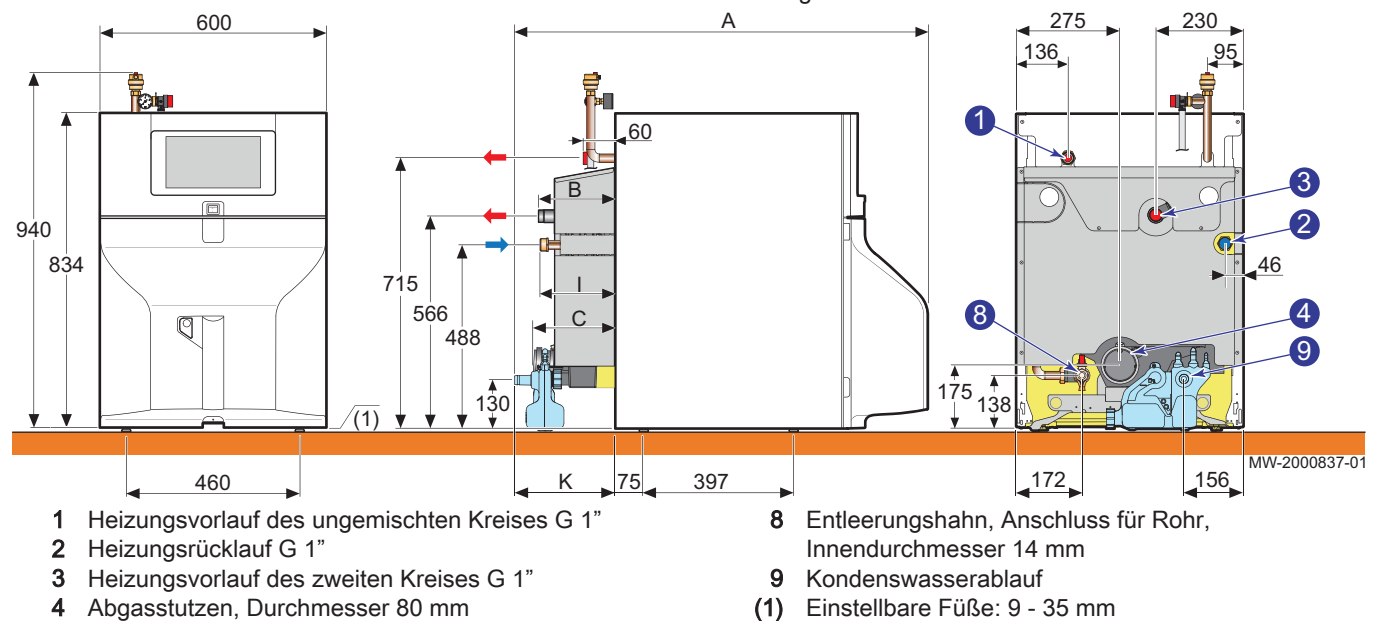 600
A
275
230
136
95
60
1
B
3
2
940
834
715
566
488
I
46
C
8
4
9
130
175
138
(1)
MW-2000837-01
460
K
75
397
172
156
1 Heizungsvorlauf des ungemischten Kreises G 1”
2 Heizungsrücklauf G 1”
3 Heizungsvorlauf des zweiten Kreises G 1”
4 Abgasstutzen, Durchmesser 80 mm
8 Entleerungshahn, Anschluss für Rohr,
Innendurchmesser 14 mm
9 Kondenswasserablauf
(1) Einstellbare Füße: 9 - 35 mm